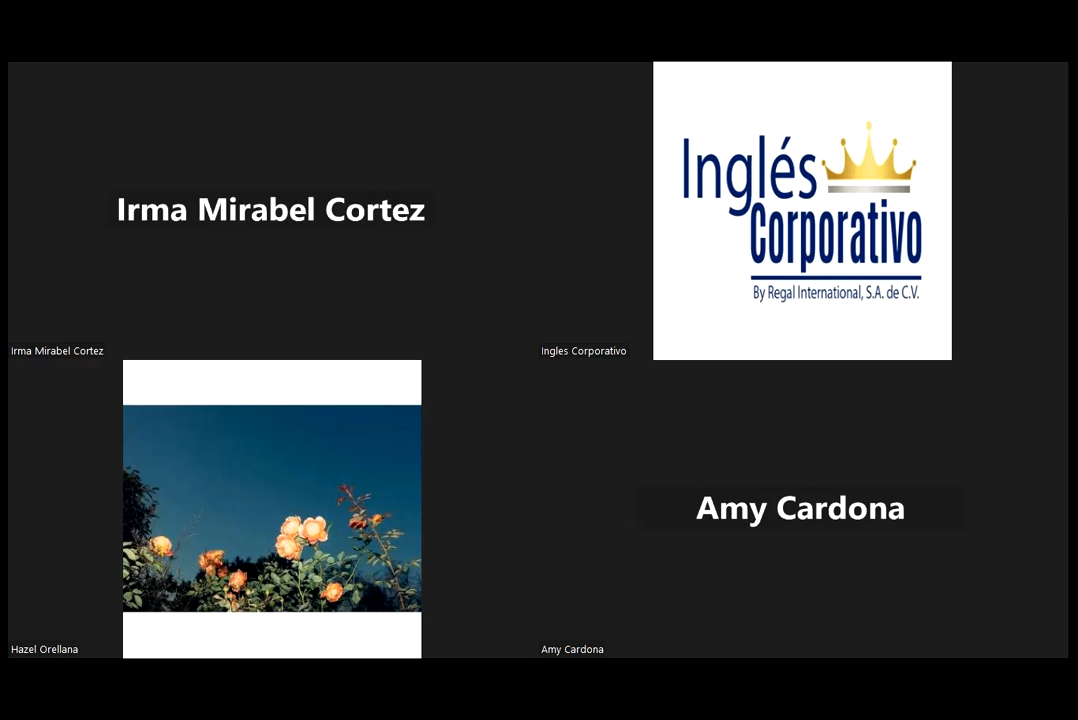 Irma Mirabel Cortez
Inglés
Corporativo
By Regal International, S.A. de C.V.
Irma Mirabel Cortez
Ingles Corporativo
Amy Cardona
Hazel Orellana
Amy Cardona